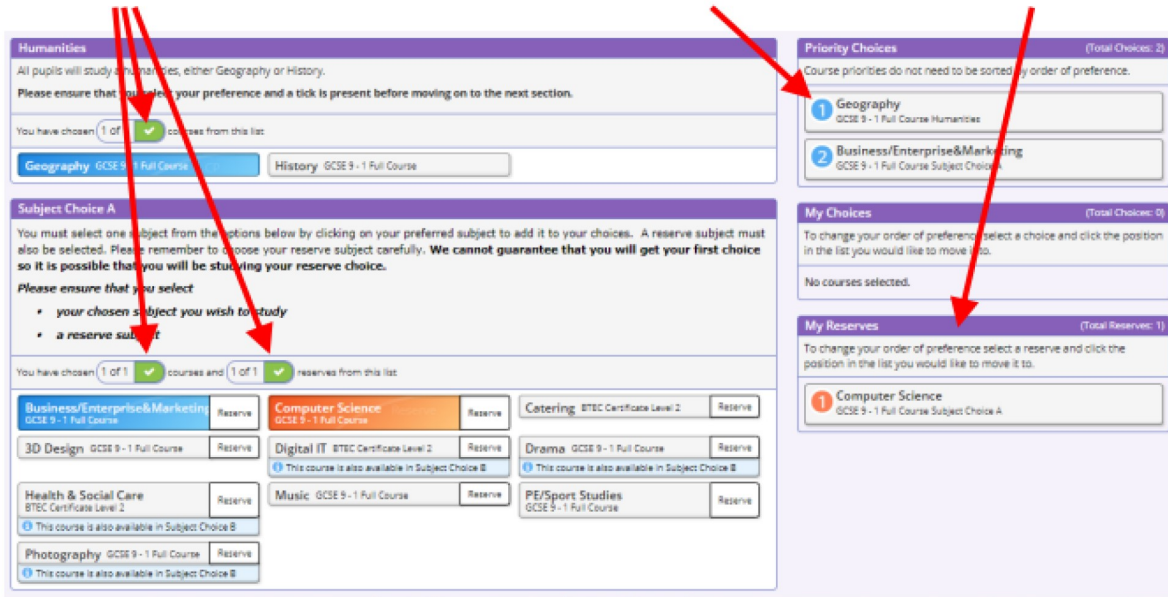 Humanities
All pupils will study a humanities, either Geography or History.
Please ensure that you select your preference and a tick is present before moving on to the next section.
You have chosen 1 of courses from this list
Geography GCSE 9 - 1 Full Course
History GCSE 9 - 1 Full Course
Subject Choice A
You must select one subject from the options below by clicking on your preferred subject to add it to your choices. A reserve subject must
also be selected. Please remember to choose your reserve subject carefully. We cannot guarantee that you will get your first choice
so it is possible that you will be studying your reserve choice.
Please ensure that you select
• your chosen subject you wish to study
• a reserve subject
You have chosen 1 of 1 courses and 1 of 1 reserves from this list
Business/Enterprise&Marketing Reserve
GCSE 9 - 1 Full Course
Computer Science Reserve
GCSE 9 - 1 Full Course
Catering BTEC Certificate Level 2 Reserve
3D Design GCSE 9 - 1 Full Course Reserve
Digital IT BTEC Certificate Level 2 Reserve
This course is also available in Subject Choice B
Drama GCSE 9 - 1 Full Course Reserve
This course is also available in Subject Choice B
Health & Social Care Reserve
BTEC Certificate Level 2
This course is also available in Subject Choice B
Music GCSE 9 - 1 Full Course Reserve
PE/Sport Studies Reserve
GCSE 9 - 1 Full Course
Photography GCSE 9 - 1 Full Course Reserve
This course is also available in Subject Choice B
Priority Choices (Total Choices: 2)
Course priorities do not need to be sorted by order of preference.
1 Geography
GCSE 9 - 1 Full Course Humanities
2 Business/Enterprise&Marketing
GCSE 9 - 1 Full Course Subject Choice A
My Choices (Total Choices: 0)
To change your order of preference select a choice and click the position
in the list you would like to move it to.
No courses selected.
My Reserves (Total Reserves: 1)
To change your order of preference select a reserve and click the
position in the list you would like to move it to.
1 Computer Science
GCSE 9 - 1 Full Course Subject Choice A